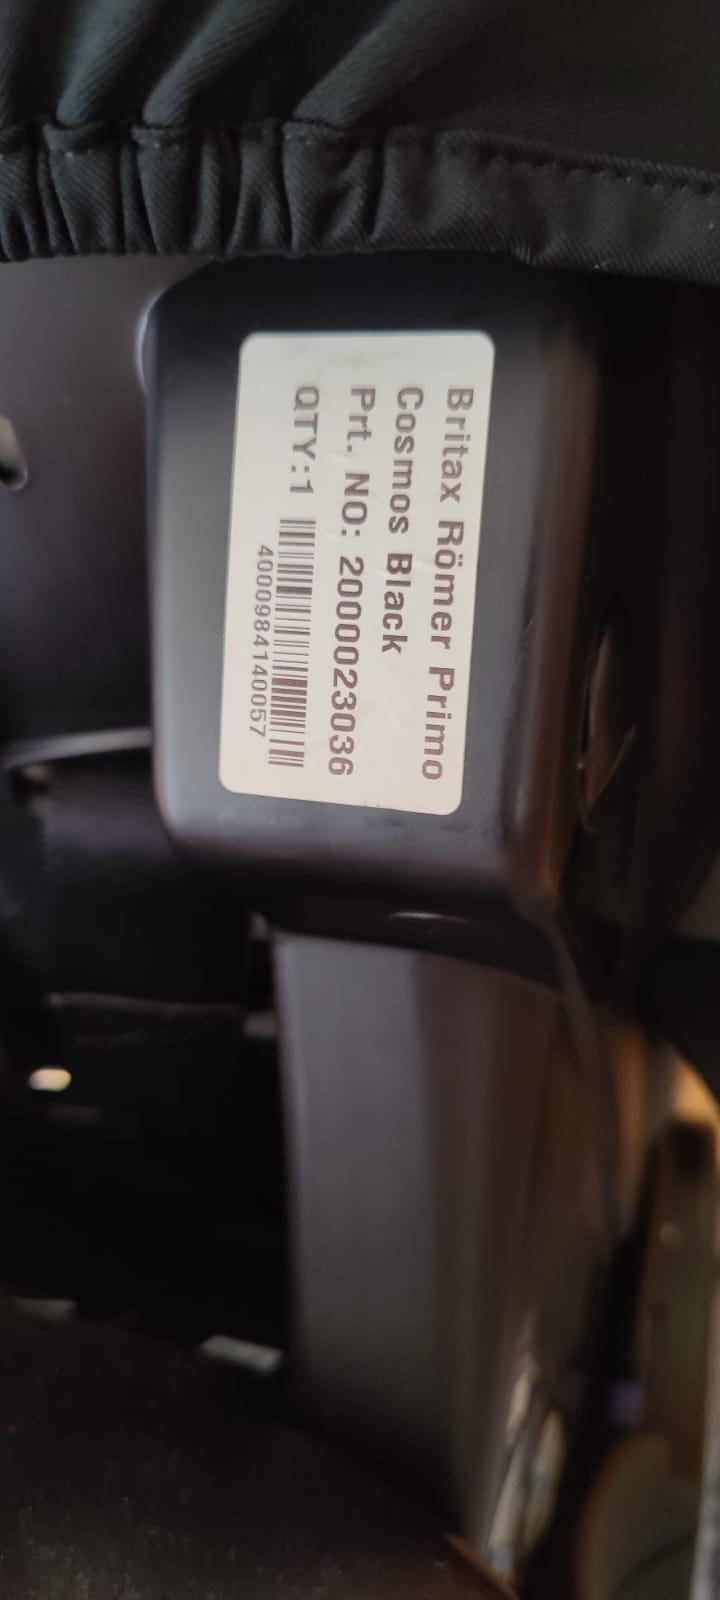 Britax Römer Primo
Cosmos Black
Prt. NO: 2000023036
QTY:1
4000984140057